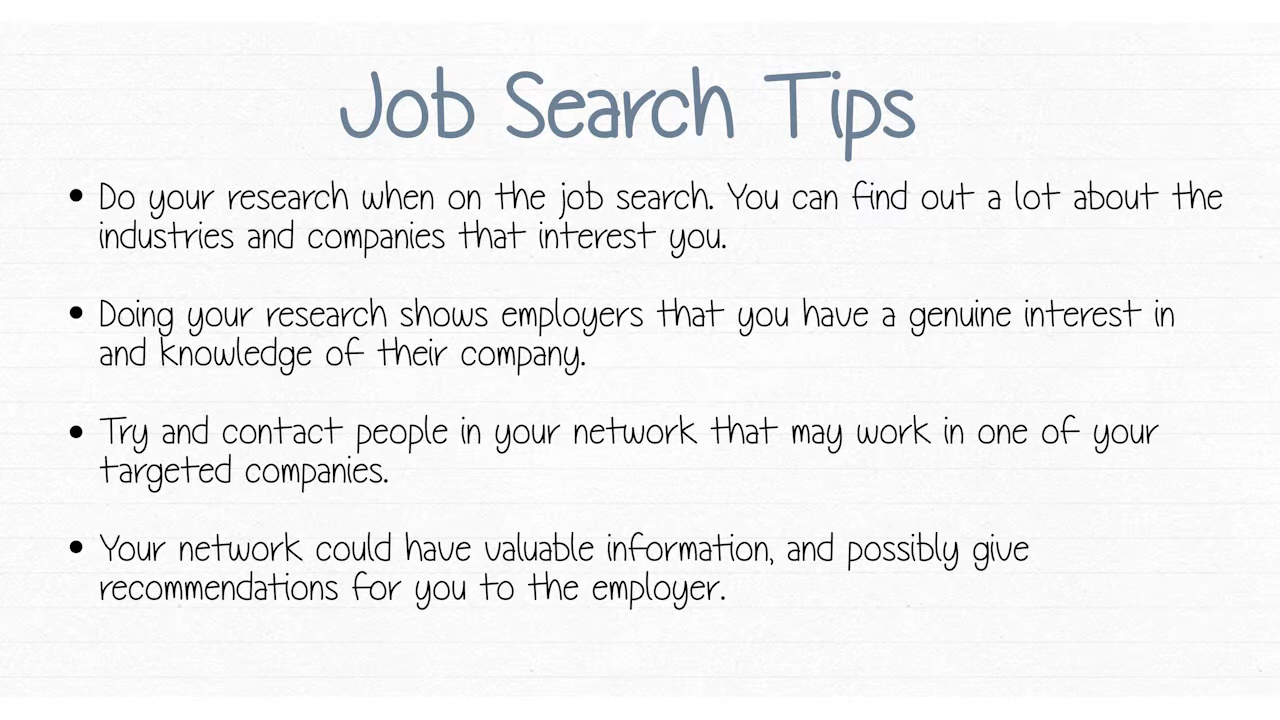 Job Search Tips
• Do your research when on the job search. You can find out a lot about the
industries and companies that interest you.
• Doing your research shows employers that you have a genuine interest in
and knowledge of their company.
• Try and contact people in your network that may work in one of your
targeted companies.
• Your network could have valuable information, and possibly give
recommendations for you to the employer.